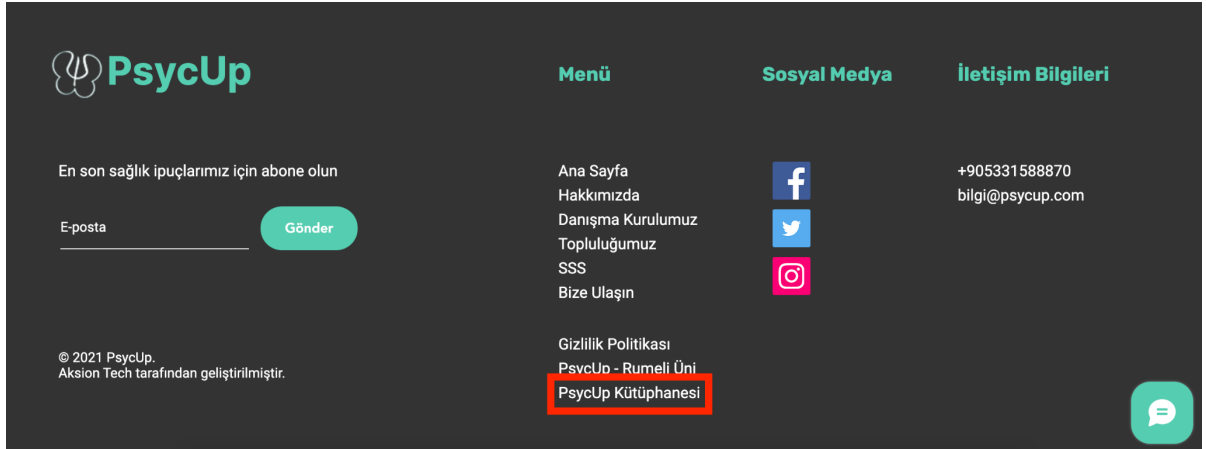 PsycUp
En son sağlık ipuçlarımız için abone olun
E-posta
Gönder
© 2021 PsycUp.
Aksion Tech tarafından geliştirilmiştir.
Menü
Ana Sayfa
Hakkımızda
Danışma Kurulumuz
Topluluğumuz
SSS
Bize Ulaşın
Gizlilik Politikası
PsycUp - Rumeli Üni
PsycUp Kütüphanesi
Sosyal Medya
İletişim Bilgileri
+905331588870
bilgi@psycup.com